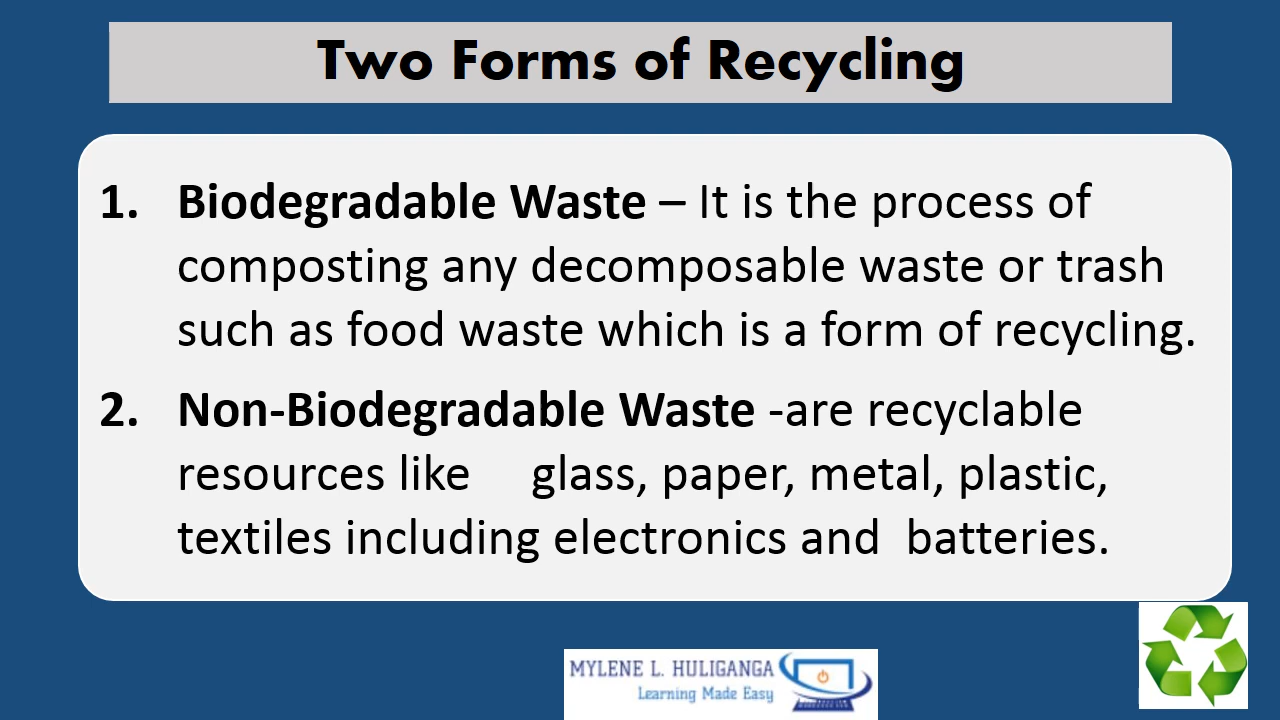 Two Forms of Recycling
1. Biodegradable Waste – It is the process of
composting any decomposable waste or trash
such as food waste which is a form of recycling.
2. Non-Biodegradable Waste -are recyclable
resources like glass, paper, metal, plastic,
textiles including electronics and batteries.
MYLENE L. HULIGANGA
Learning Made Easy